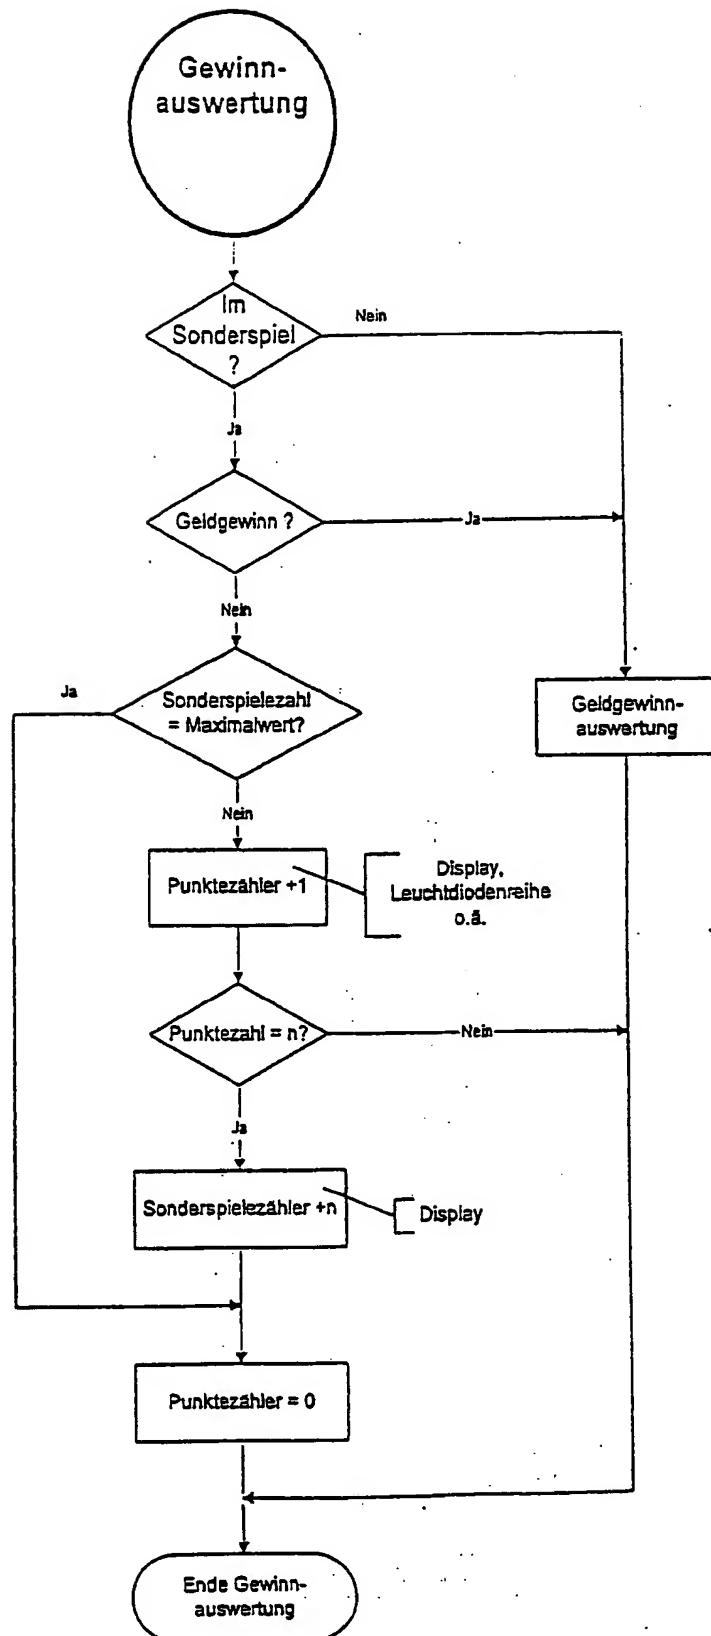 Gewinn-
auswertung
Im
Sonderspiel
?
Nein
Ja
Geldgewinn ?
Ja
Nein
Sonderspielezahl
= Maximalwert?
Ja
Geldgewinn-
auswertung
Nein
Punktezähler +1
Display,
Leuchtdiodenreihe
o.ä.
Punktezahl = n?
Nein
Ja
Sonderspielezähler +n
Display
Punktezähler = 0
Ende Gewinn-
auswertung